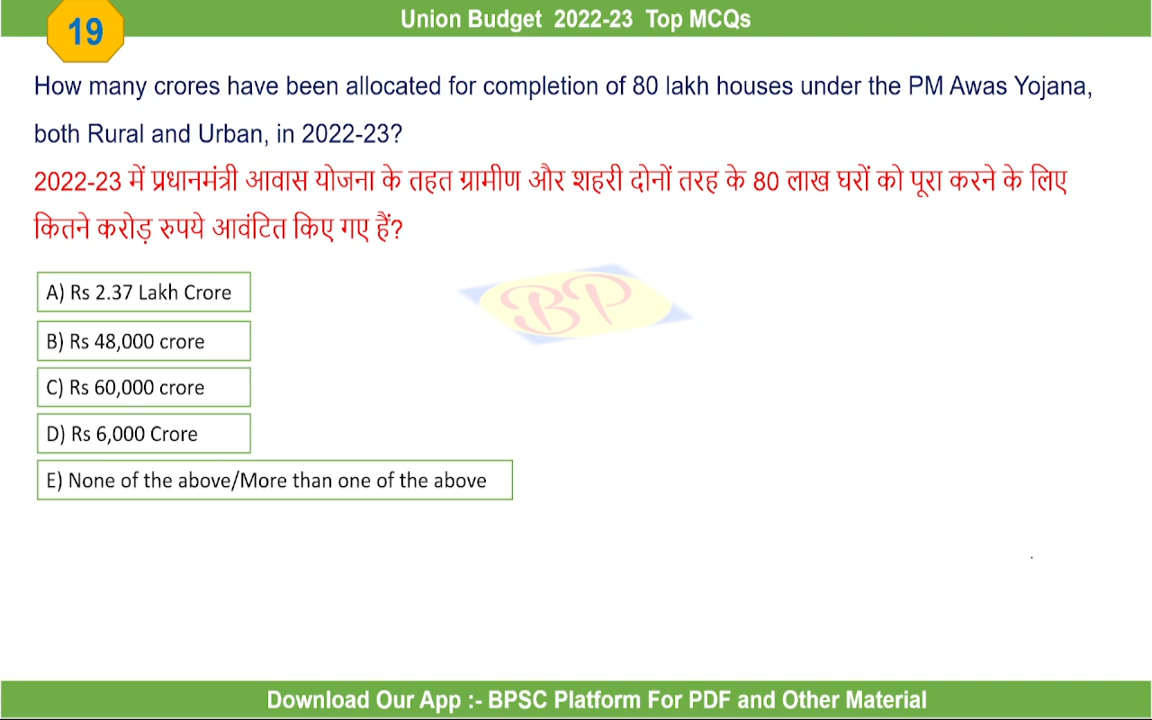 Union Budget 2022-23 Top MCQs
19
How many crores have been allocated for completion of 80 lakh houses under the PM Awas Yojana,
both Rural and Urban, in 2022-23?
2022-23 में प्रधानमंत्री आवास योजना के तहत ग्रामीण और शहरी दोनों तरह के 80 लाख घरों को पूरा करने के लिए
कितने करोड़ रुपये आवंटित किए गए हैं?
BP
A) Rs 2.37 Lakh Crore
B) Rs 48,000 crore
C) Rs 60,000 crore
D) Rs 6,000 Crore
E) None of the above/More than one of the above
Download Our App :- BPSC Platform For PDF and Other Material